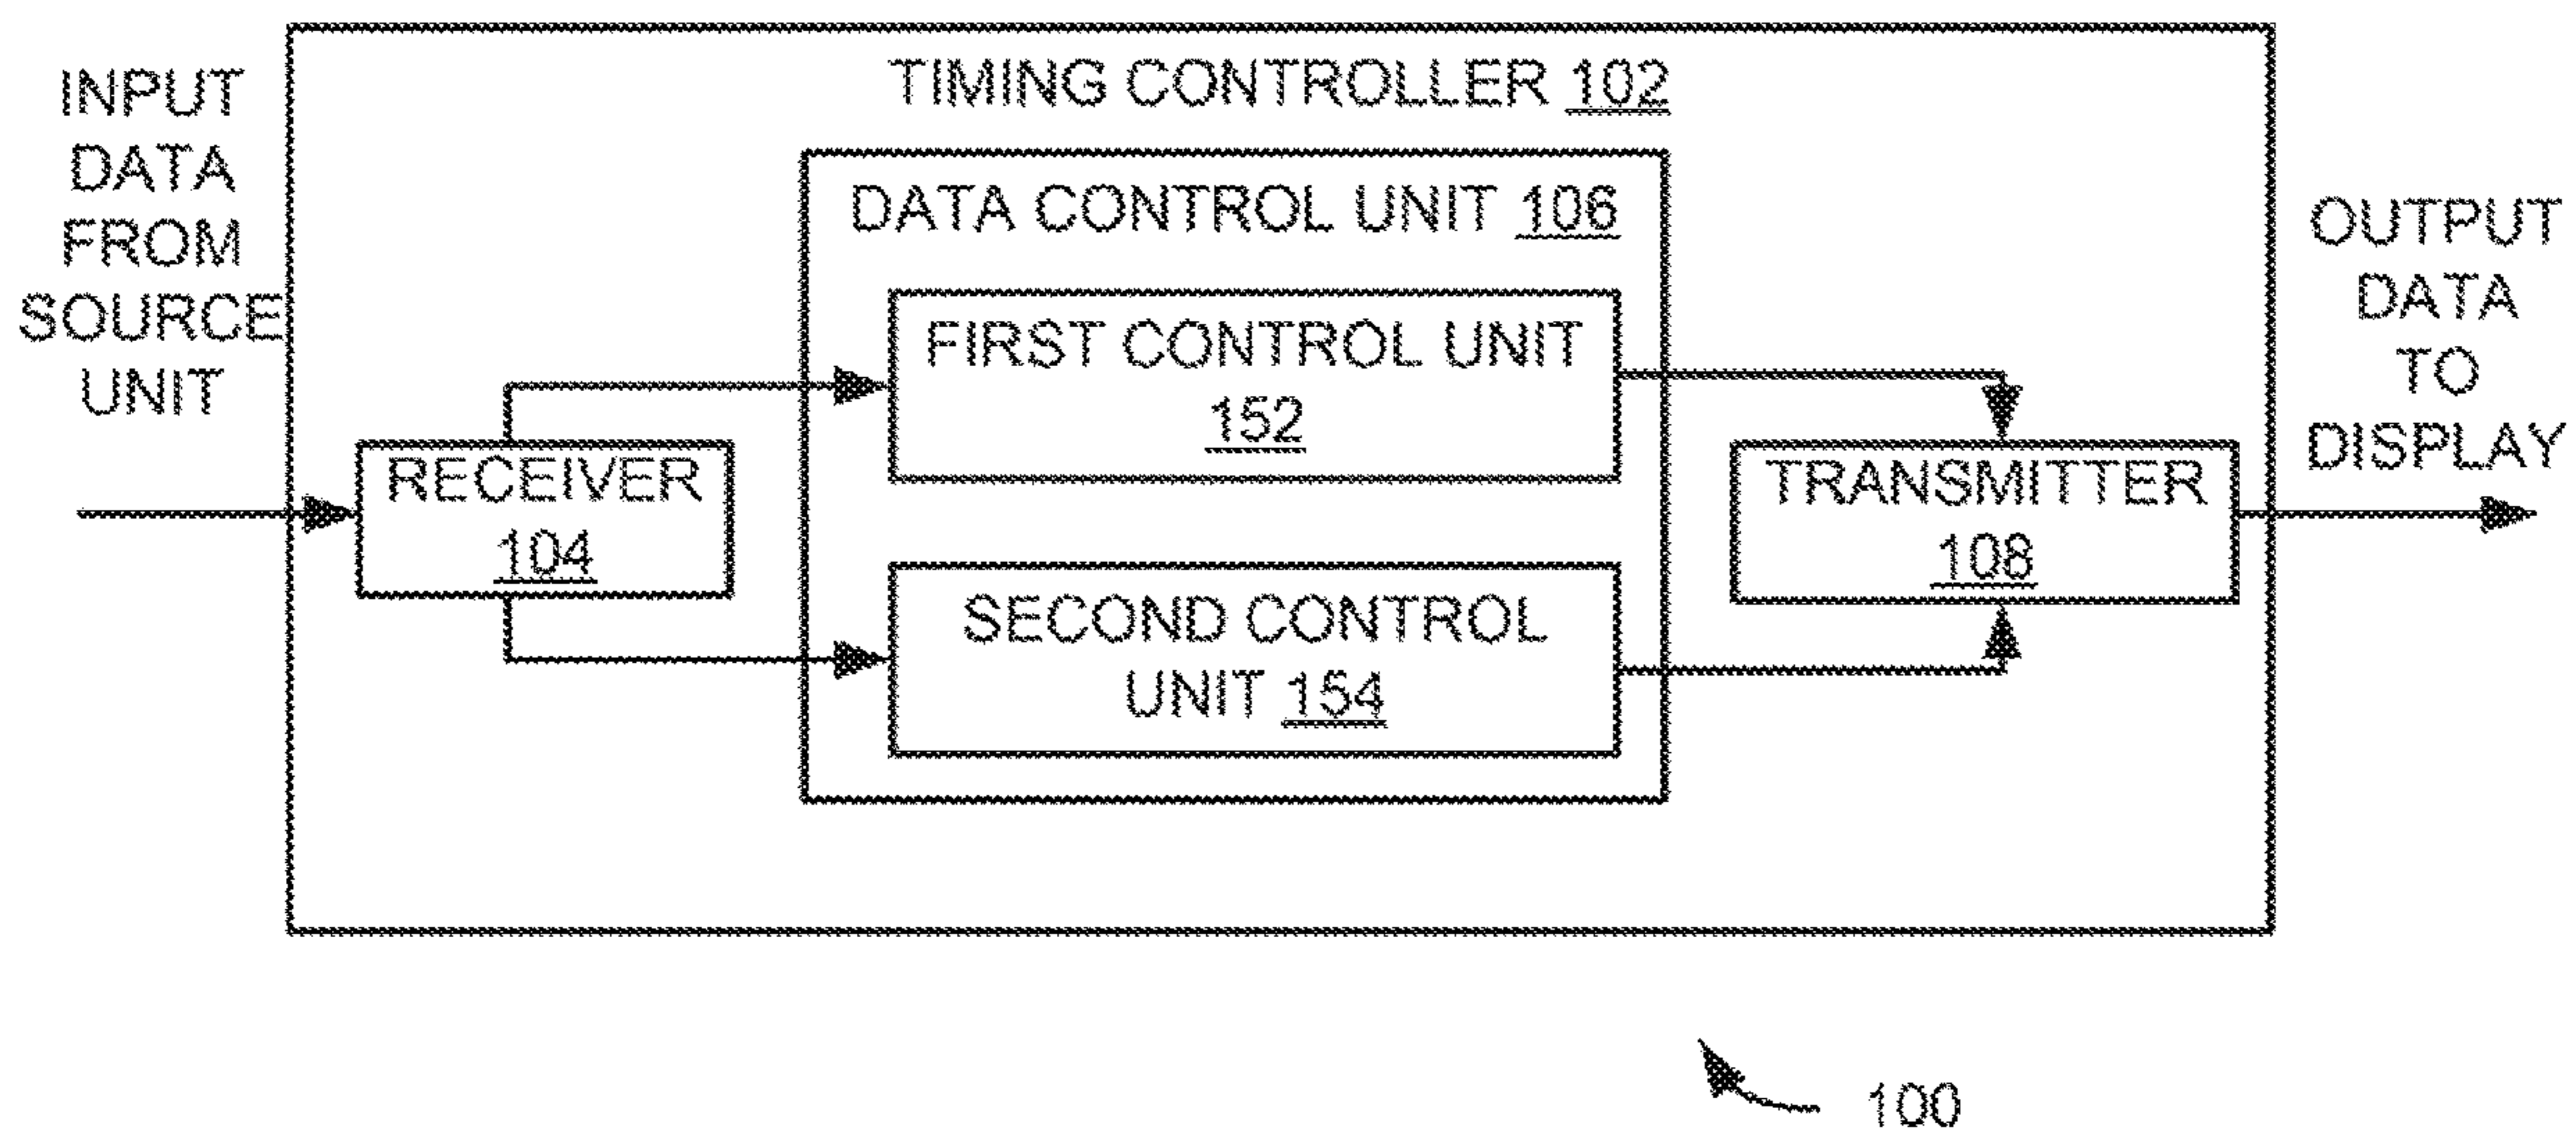 INPUT
DATA
FROM
SOURCE
UNIT
TIMING CONTROLLER 102
DATA CONTROL UNIT 106
FIRST CONTROL UNIT
152
RECEIVER
104
SECOND CONTROL
UNIT 154
TRANSMITTER
108
OUTPUT
DATA
TO
DISPLAY
100